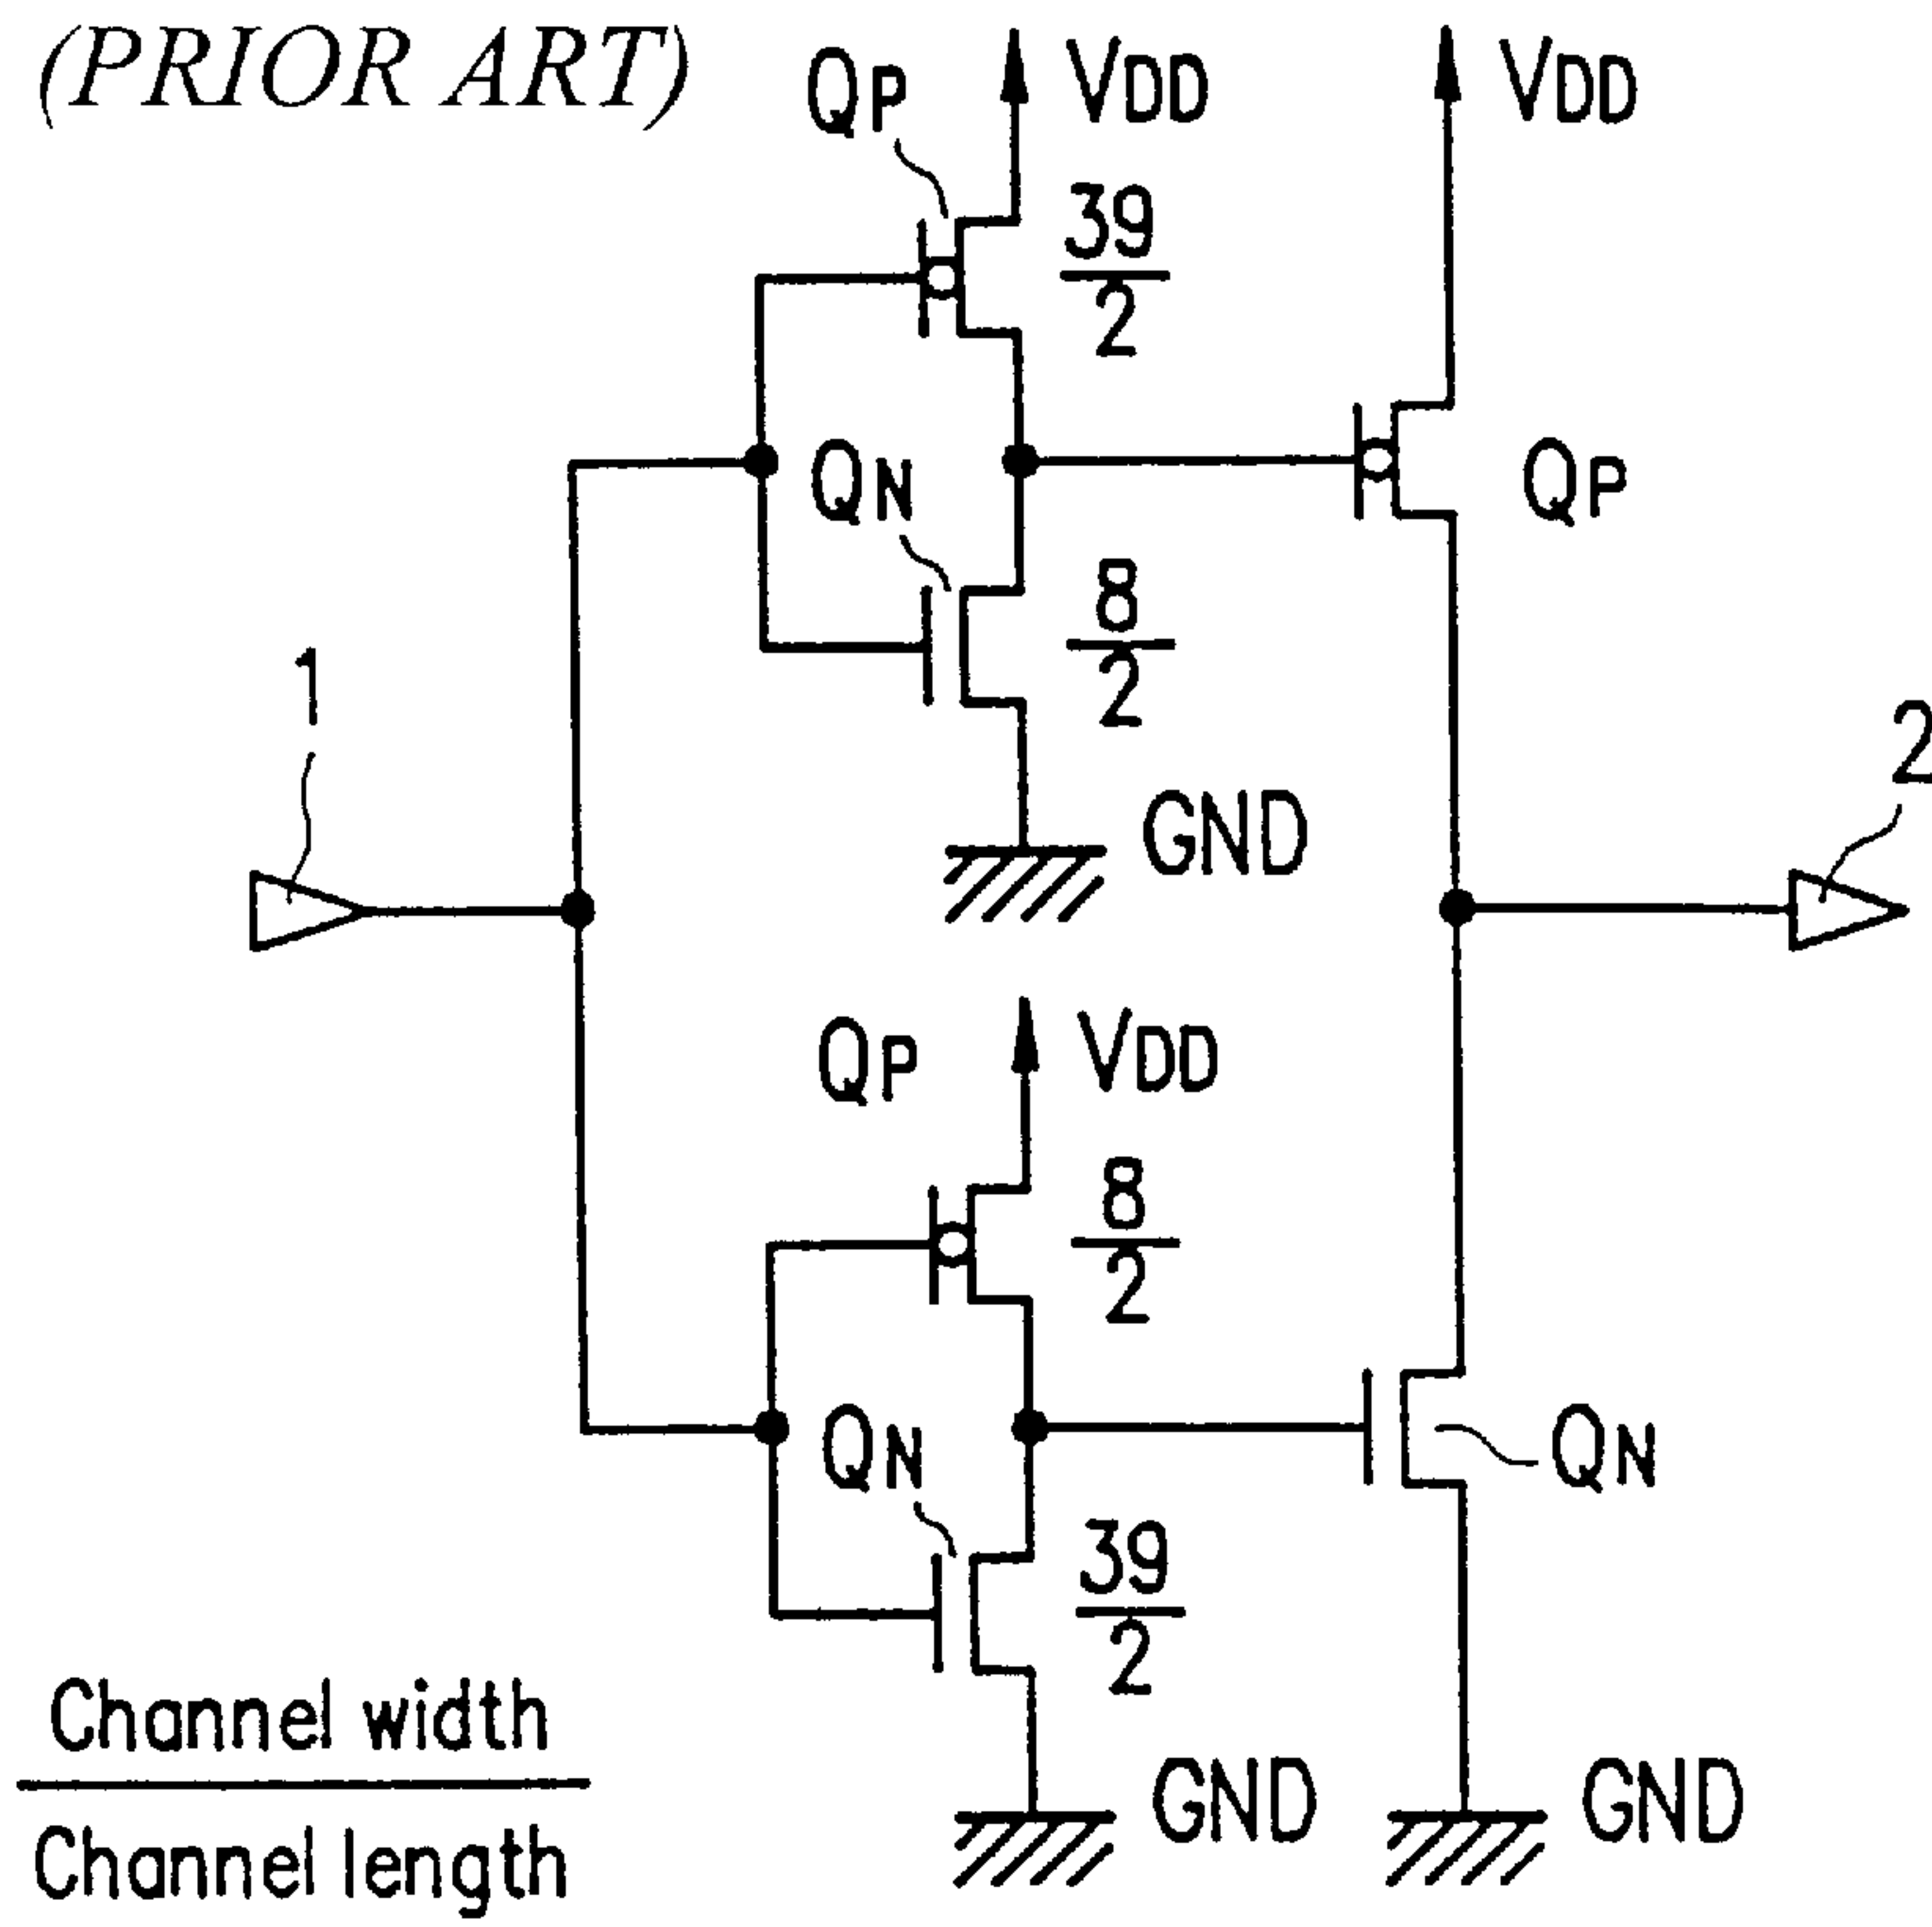 (PRIOR ART)
QP
VDD
VDD
39
2
QN
QP
8
2
1
2
GND
QP
VDD
8
2
QN
QN
39
2
Channel width
Channel length
GND
GND